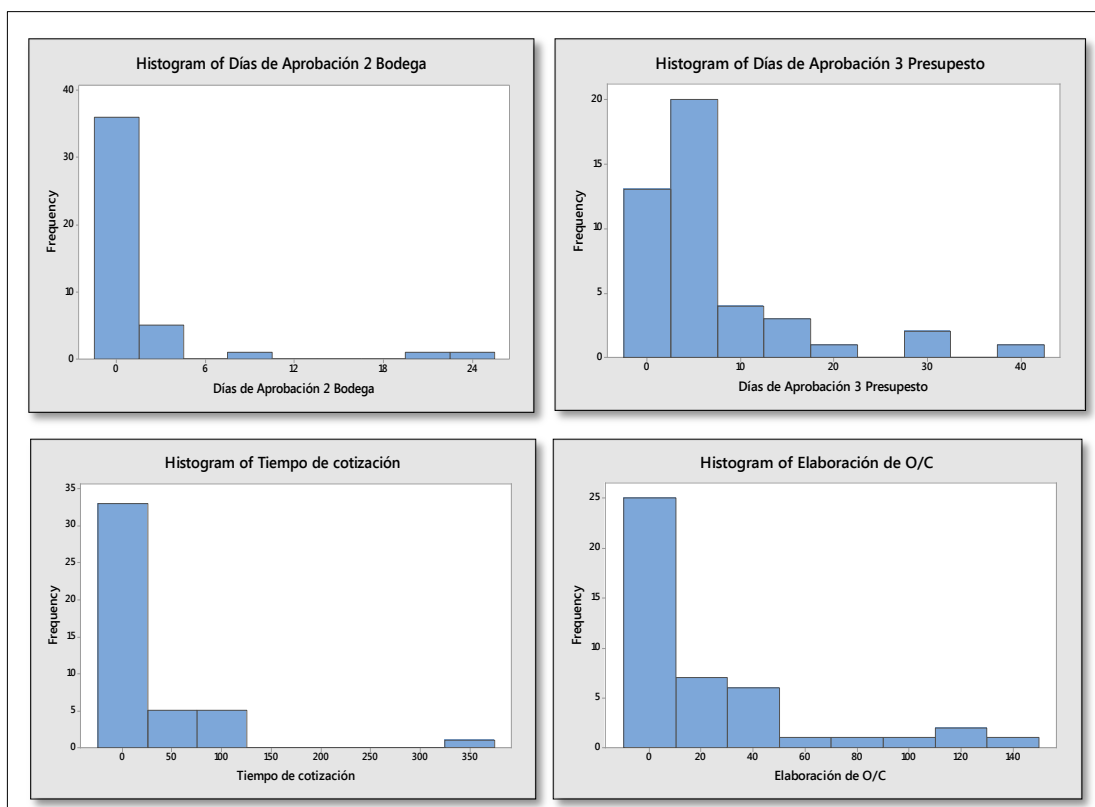 Histogram of Días de Aprobación 2 Bodega
40
30
20
10
0
Frequency
0 6 12 18 24
Días de Aprobación 2 Bodega
Histogram of Días de Aprobación 3 Presupesto
20
15
10
5
0
Frequency
0 10 20 30 40
Días de Aprobación 3 Presupesto
Histogram of Tiempo de cotización
35
30
25
20
15
10
5
0
Frequency
0 50 100 150 200 250 300 350
Tiempo de cotización
Histogram of Elaboración de O/C
25
20
15
10
5
0
Frequency
0 20 40 60 80 100 120 140
Elaboración de O/C